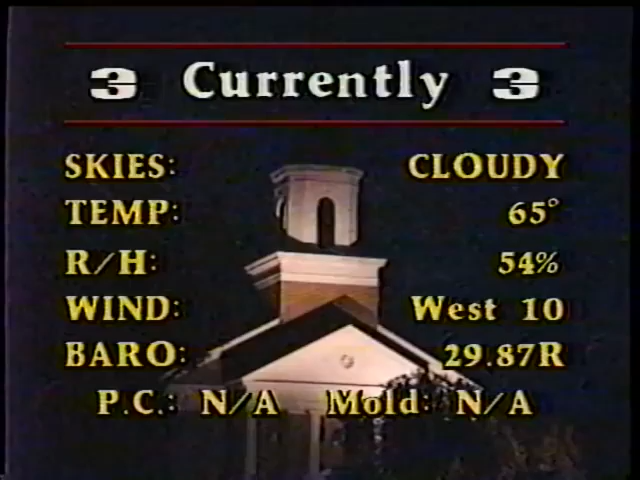 3 Currently 3
SKIES: CLOUDY
TEMP: 65°
R/H: 54%
WIND: West 10
BARO: 29.87R
P.C.: N/A Mold: N/A